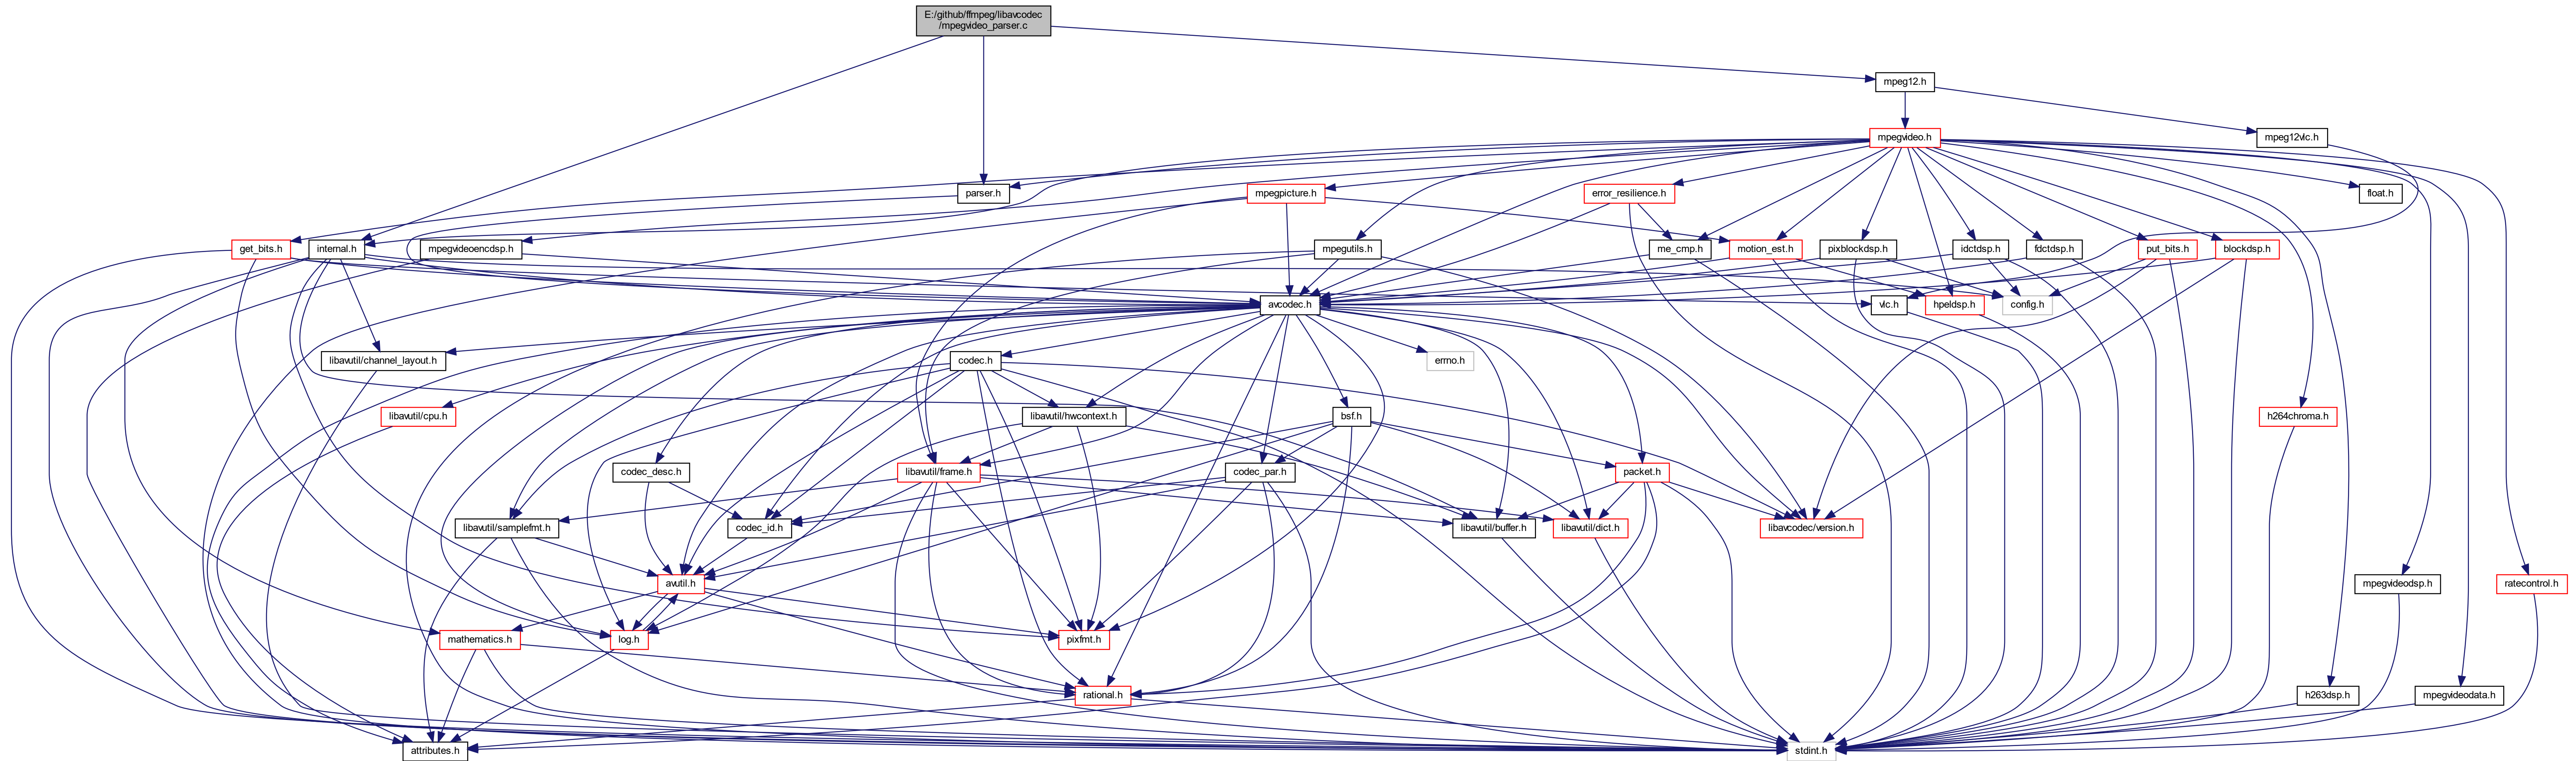 E:/github/ffmpeg/libavcodec
/mpegvideo_parser.c
mpeg12.h
mpegvideo.h
mpeg12vlc.h
parser.h
mpegpicture.h
error_resilience.h
float.h
get_bits.h
internal.h
mpegvideoencdsp.h
mpegutils.h
me_cmp.h
motion_est.h
pixblockdsp.h
idctdsp.h
fdctdsp.h
put_bits.h
blockdsp.h
avcodec.h
vlc.h
hpeldsp.h
config.h
libavutil/channel_layout.h
codec.h
errno.h
libavutil/cpu.h
libavutil/hwcontext.h
bsf.h
h264chroma.h
codec_desc.h
libavutil/frame.h
codec_par.h
packet.h
libavutil/samplefmt.h
codec_id.h
libavutil/buffer.h
libavutil/dict.h
libavcodec/version.h
avutil.h
mpegvideodsp.h
ratecontrol.h
mathematics.h
log.h
pixfmt.h
rational.h
h263dsp.h
mpegvideodata.h
attributes.h
stdint.h